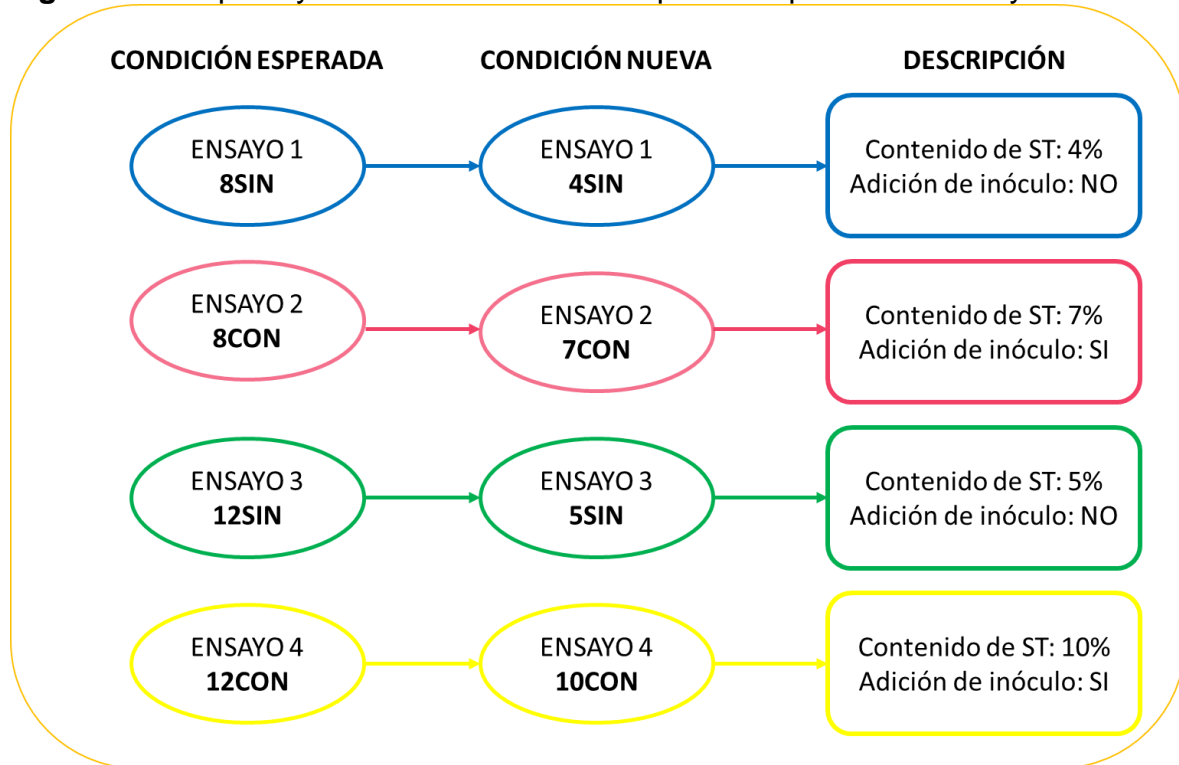 CONDICIÓN ESPERADA CONDICIÓN NUEVA DESCRIPCIÓN
ENSAYO 1
8SIN
ENSAYO 1
4SIN
Contenido de ST: 4%
Adición de inóculo: NO
ENSAYO 2
8CON
ENSAYO 2
7CON
Contenido de ST: 7%
Adición de inóculo: SI
ENSAYO 3
12SIN
ENSAYO 3
5SIN
Contenido de ST: 5%
Adición de inóculo: NO
ENSAYO 4
12CON
ENSAYO 4
10CON
Contenido de ST: 10%
Adición de inóculo: SI